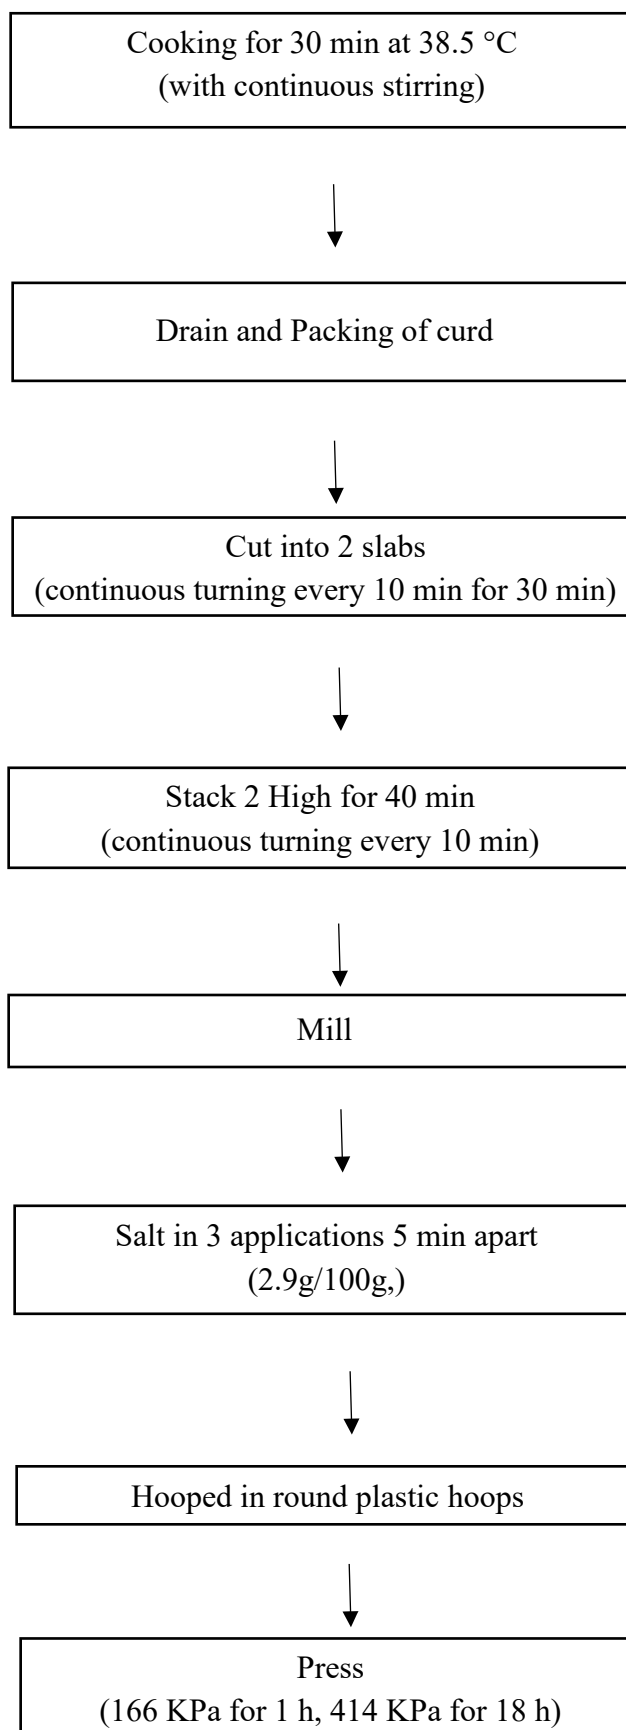 Cooking for 30 min at 38.5 °C
(with continuous stirring)
Drain and Packing of curd
Cut into 2 slabs
(continuous turning every 10 min for 30 min)
Stack 2 High for 40 min
(continuous turning every 10 min)
Mill
Salt in 3 applications 5 min apart
(2.9g/100g,)
Hooped in round plastic hoops
Press
(166 KPa for 1 h, 414 KPa for 18 h)